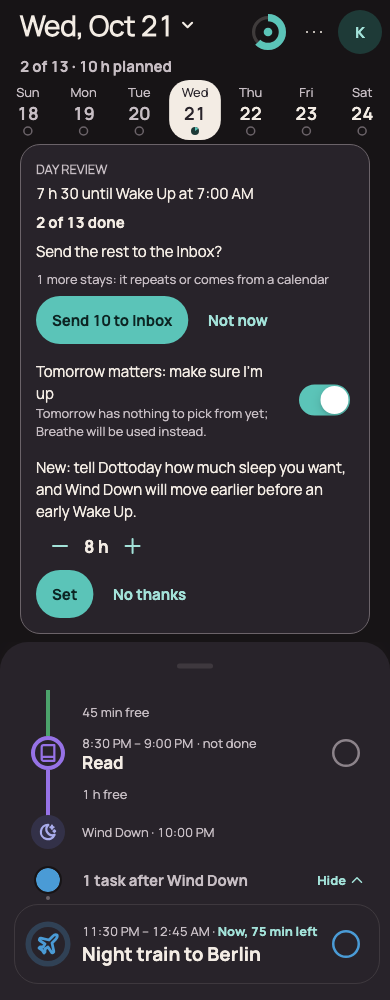 Wed, Oct 21
K
2 of 13 · 10 h planned
Sun Mon Tue Wed Thu Fri Sat
18 19 20 21 22 23 24
DAY REVIEW
7 h 30 until Wake Up at 7:00 AM
2 of 13 done
Send the rest to the Inbox?
1 more stays: it repeats or comes from a calendar
Send 10 to Inbox Not now
Tomorrow matters: make sure I'm
up
Tomorrow has nothing to pick from yet;
Breathe will be used instead.
New: tell Dottoday how much sleep you want,
and Wind Down will move earlier before an
early Wake Up.
8 h
Set No thanks
45 min free
8:30 PM – 9:00 PM · not done
Read
1 h free
Wind Down · 10:00 PM
1 task after Wind Down Hide
11:30 PM – 12:45 AM · Now, 75 min left
Night train to Berlin